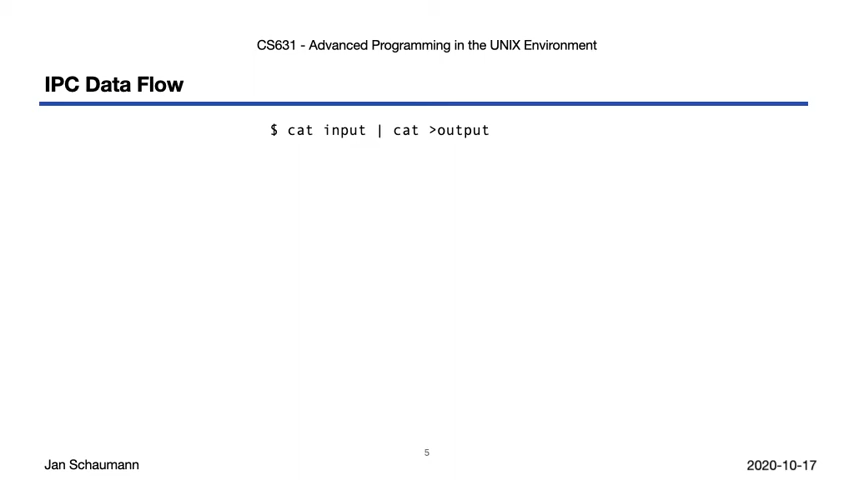 CS631 - Advanced Programming in the UNIX Environment
IPC Data Flow
$ cat input | cat >output
5
Jan Schaumann
2020-10-17